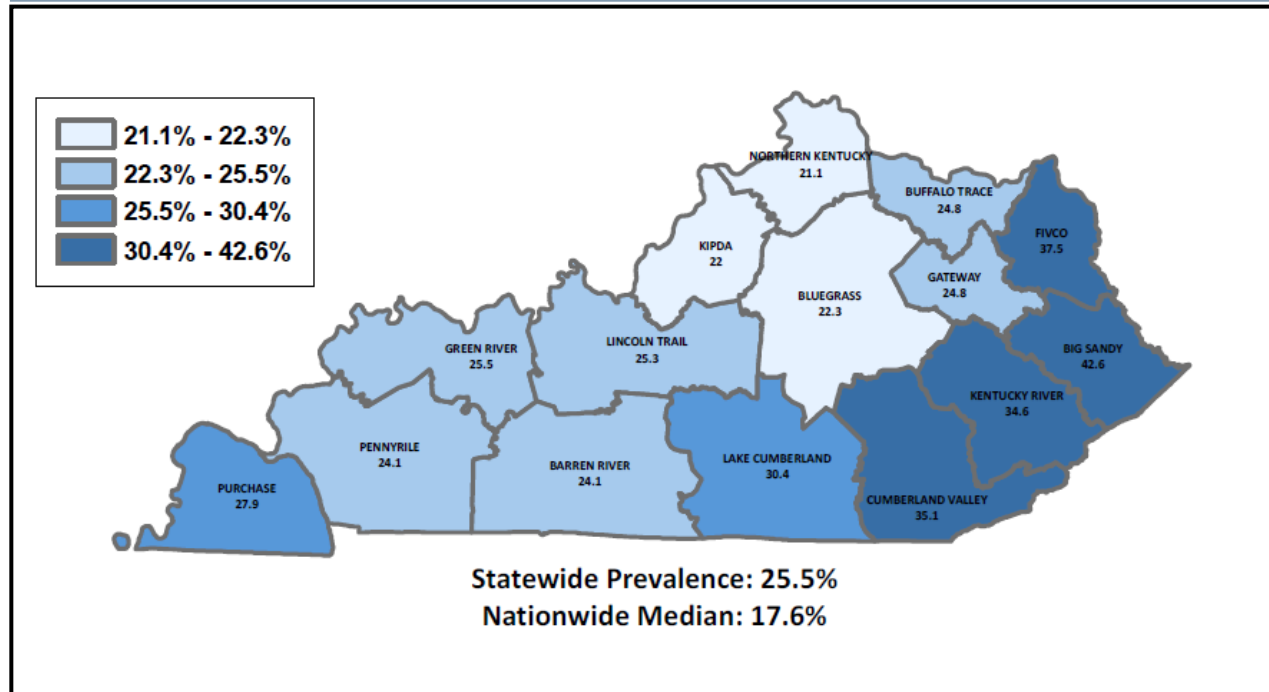 21.1% - 22.3%
22.3% - 25.5%
25.5% - 30.4%
30.4% - 42.6%
NORTHERN KENTUCKY
21.1
BUFFALO TRACE
24.8
FIVCO
37.5
KIPDA
22
GATEWAY
24.8
BLUEGRASS
22.3
GREEN RIVER
25.5
LINCOLN TRAIL
25.3
BIG SANDY
42.6
KENTUCKY RIVER
34.6
PENNYRILE
24.1
BARREN RIVER
24.1
LAKE CUMBERLAND
30.4
PURCHASE
27.9
CUMBERLAND VALLEY
35.1
Statewide Prevalence: 25.5%
Nationwide Median: 17.6%